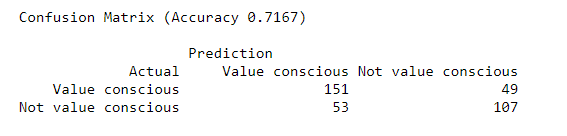 Confusion Matrix (Accuracy 0.7167)
Prediction
Actual Value conscious Not value conscious
Value conscious 151 49
Not value conscious 53 107